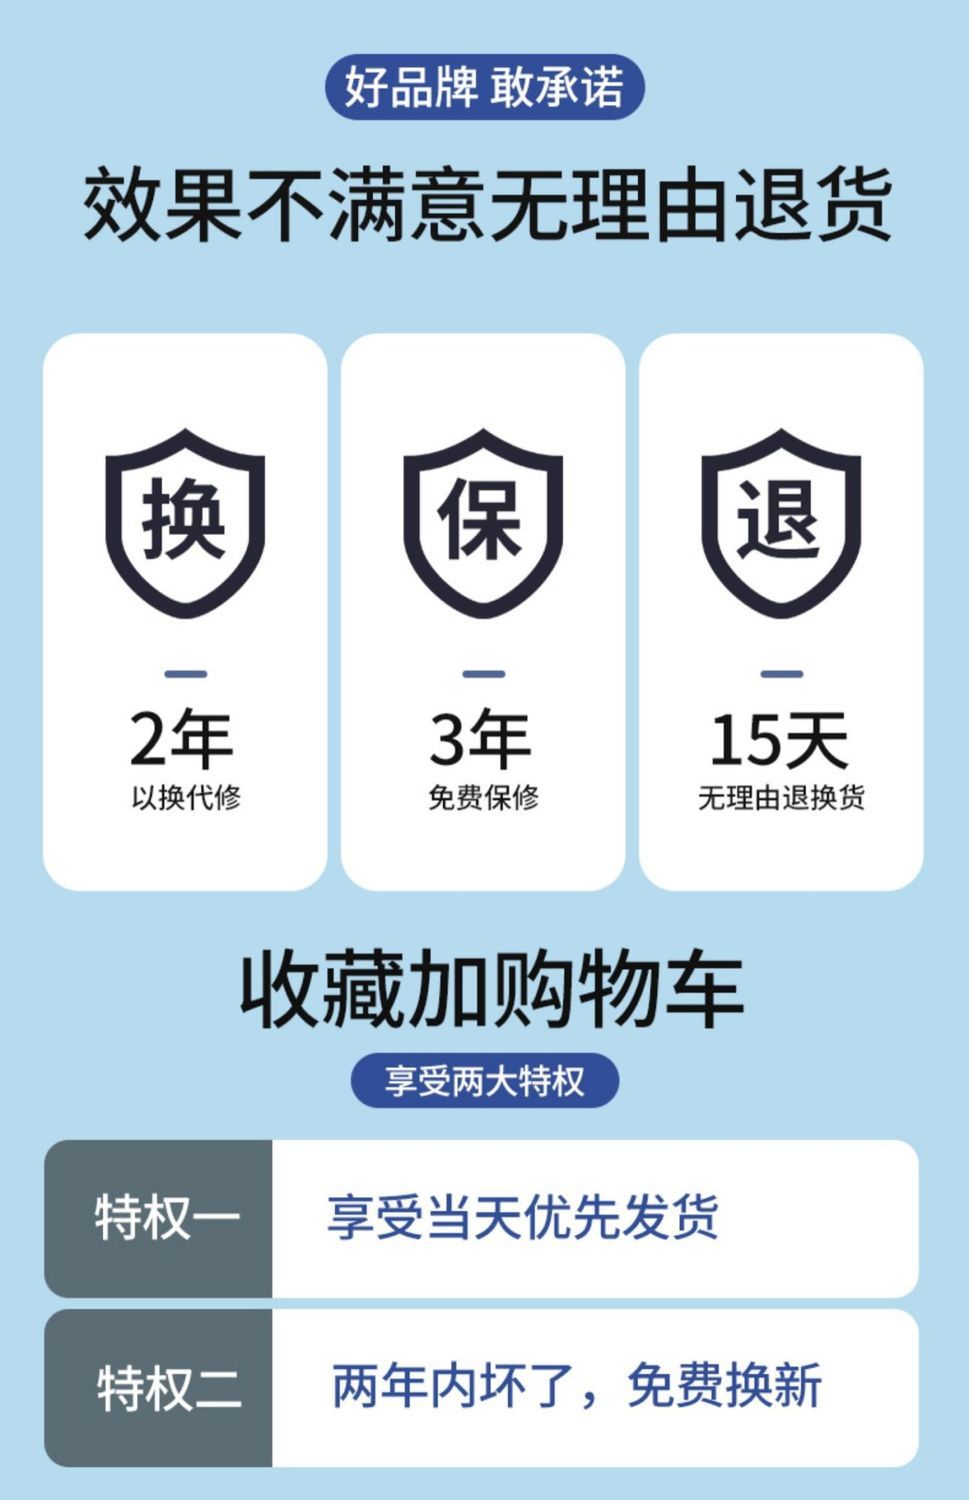 好品牌 敢承诺
效果不满意无理由退货
换
保
退
2年
以换代修
3年
免费保修
15天
无理由退换货
收藏加购物车
享受两大特权
特权一
享受当天优先发货
特权二
两年内坏了，免费换新